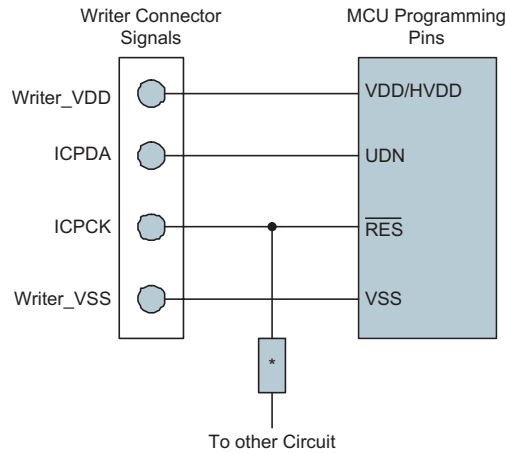 Writer Connector
Signals
MCU Programming
Pins
Writer_VDD
VDD/HVDD
ICPDA
UDN
ICPCK
RES
Writer_VSS
VSS
*
To other Circuit